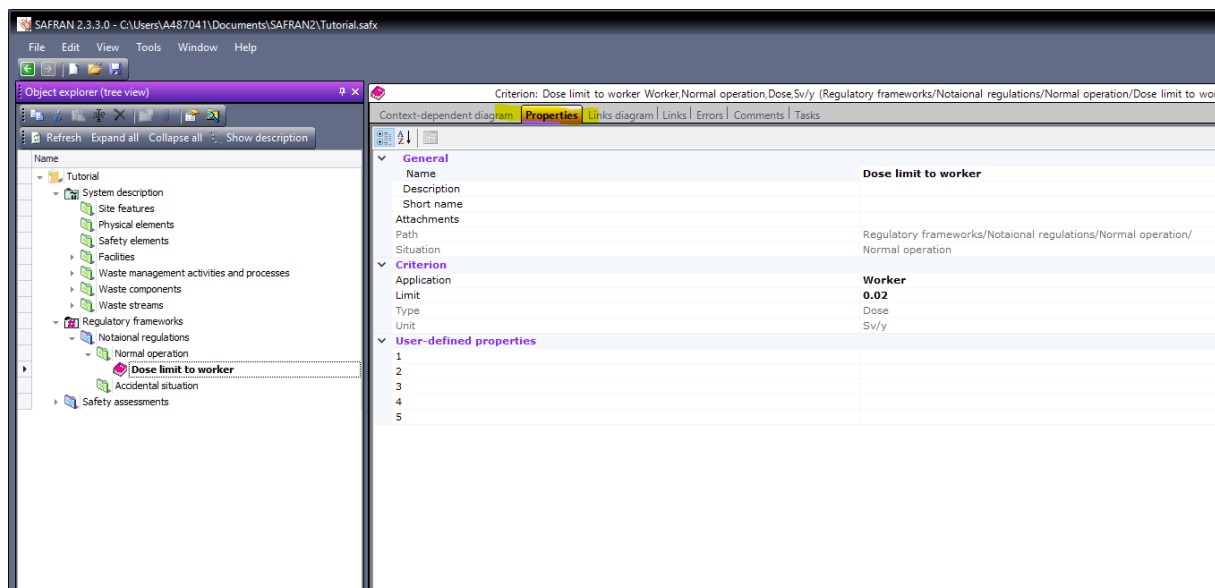 SAFRAN 2.3.3.0 - C:\Users\A487041\Documents\SAFRAN2\Tutorial.safx
File Edit View Tools Window Help
Object explorer (tree view)
Criterion: Dose limit to worker Worker,Normal operation,Dose,Sv/y (Regulatory frameworks/Notaional regulations/Normal operation/Dose limit to wo
Context-dependent diagram Properties Links diagram Links Errors Comments Tasks
Refresh Expand all Collapse all Show description
Name
Tutorial
System description
Site features
Physical elements
Safety elements
Facilities
Waste management activities and processes
Waste components
Waste streams
Regulatory frameworks
Notaional regulations
Normal operation
Dose limit to worker
Accidental situation
Safety assessments
General
Name Dose limit to worker
Description
Short name
Attachments
Path Regulatory frameworks/Notaional regulations/Normal operation/
Situation Normal operation
Criterion
Application Worker
Limit 0.02
Type Dose
Unit Sv/y
User-defined properties
1
2
3
4
5